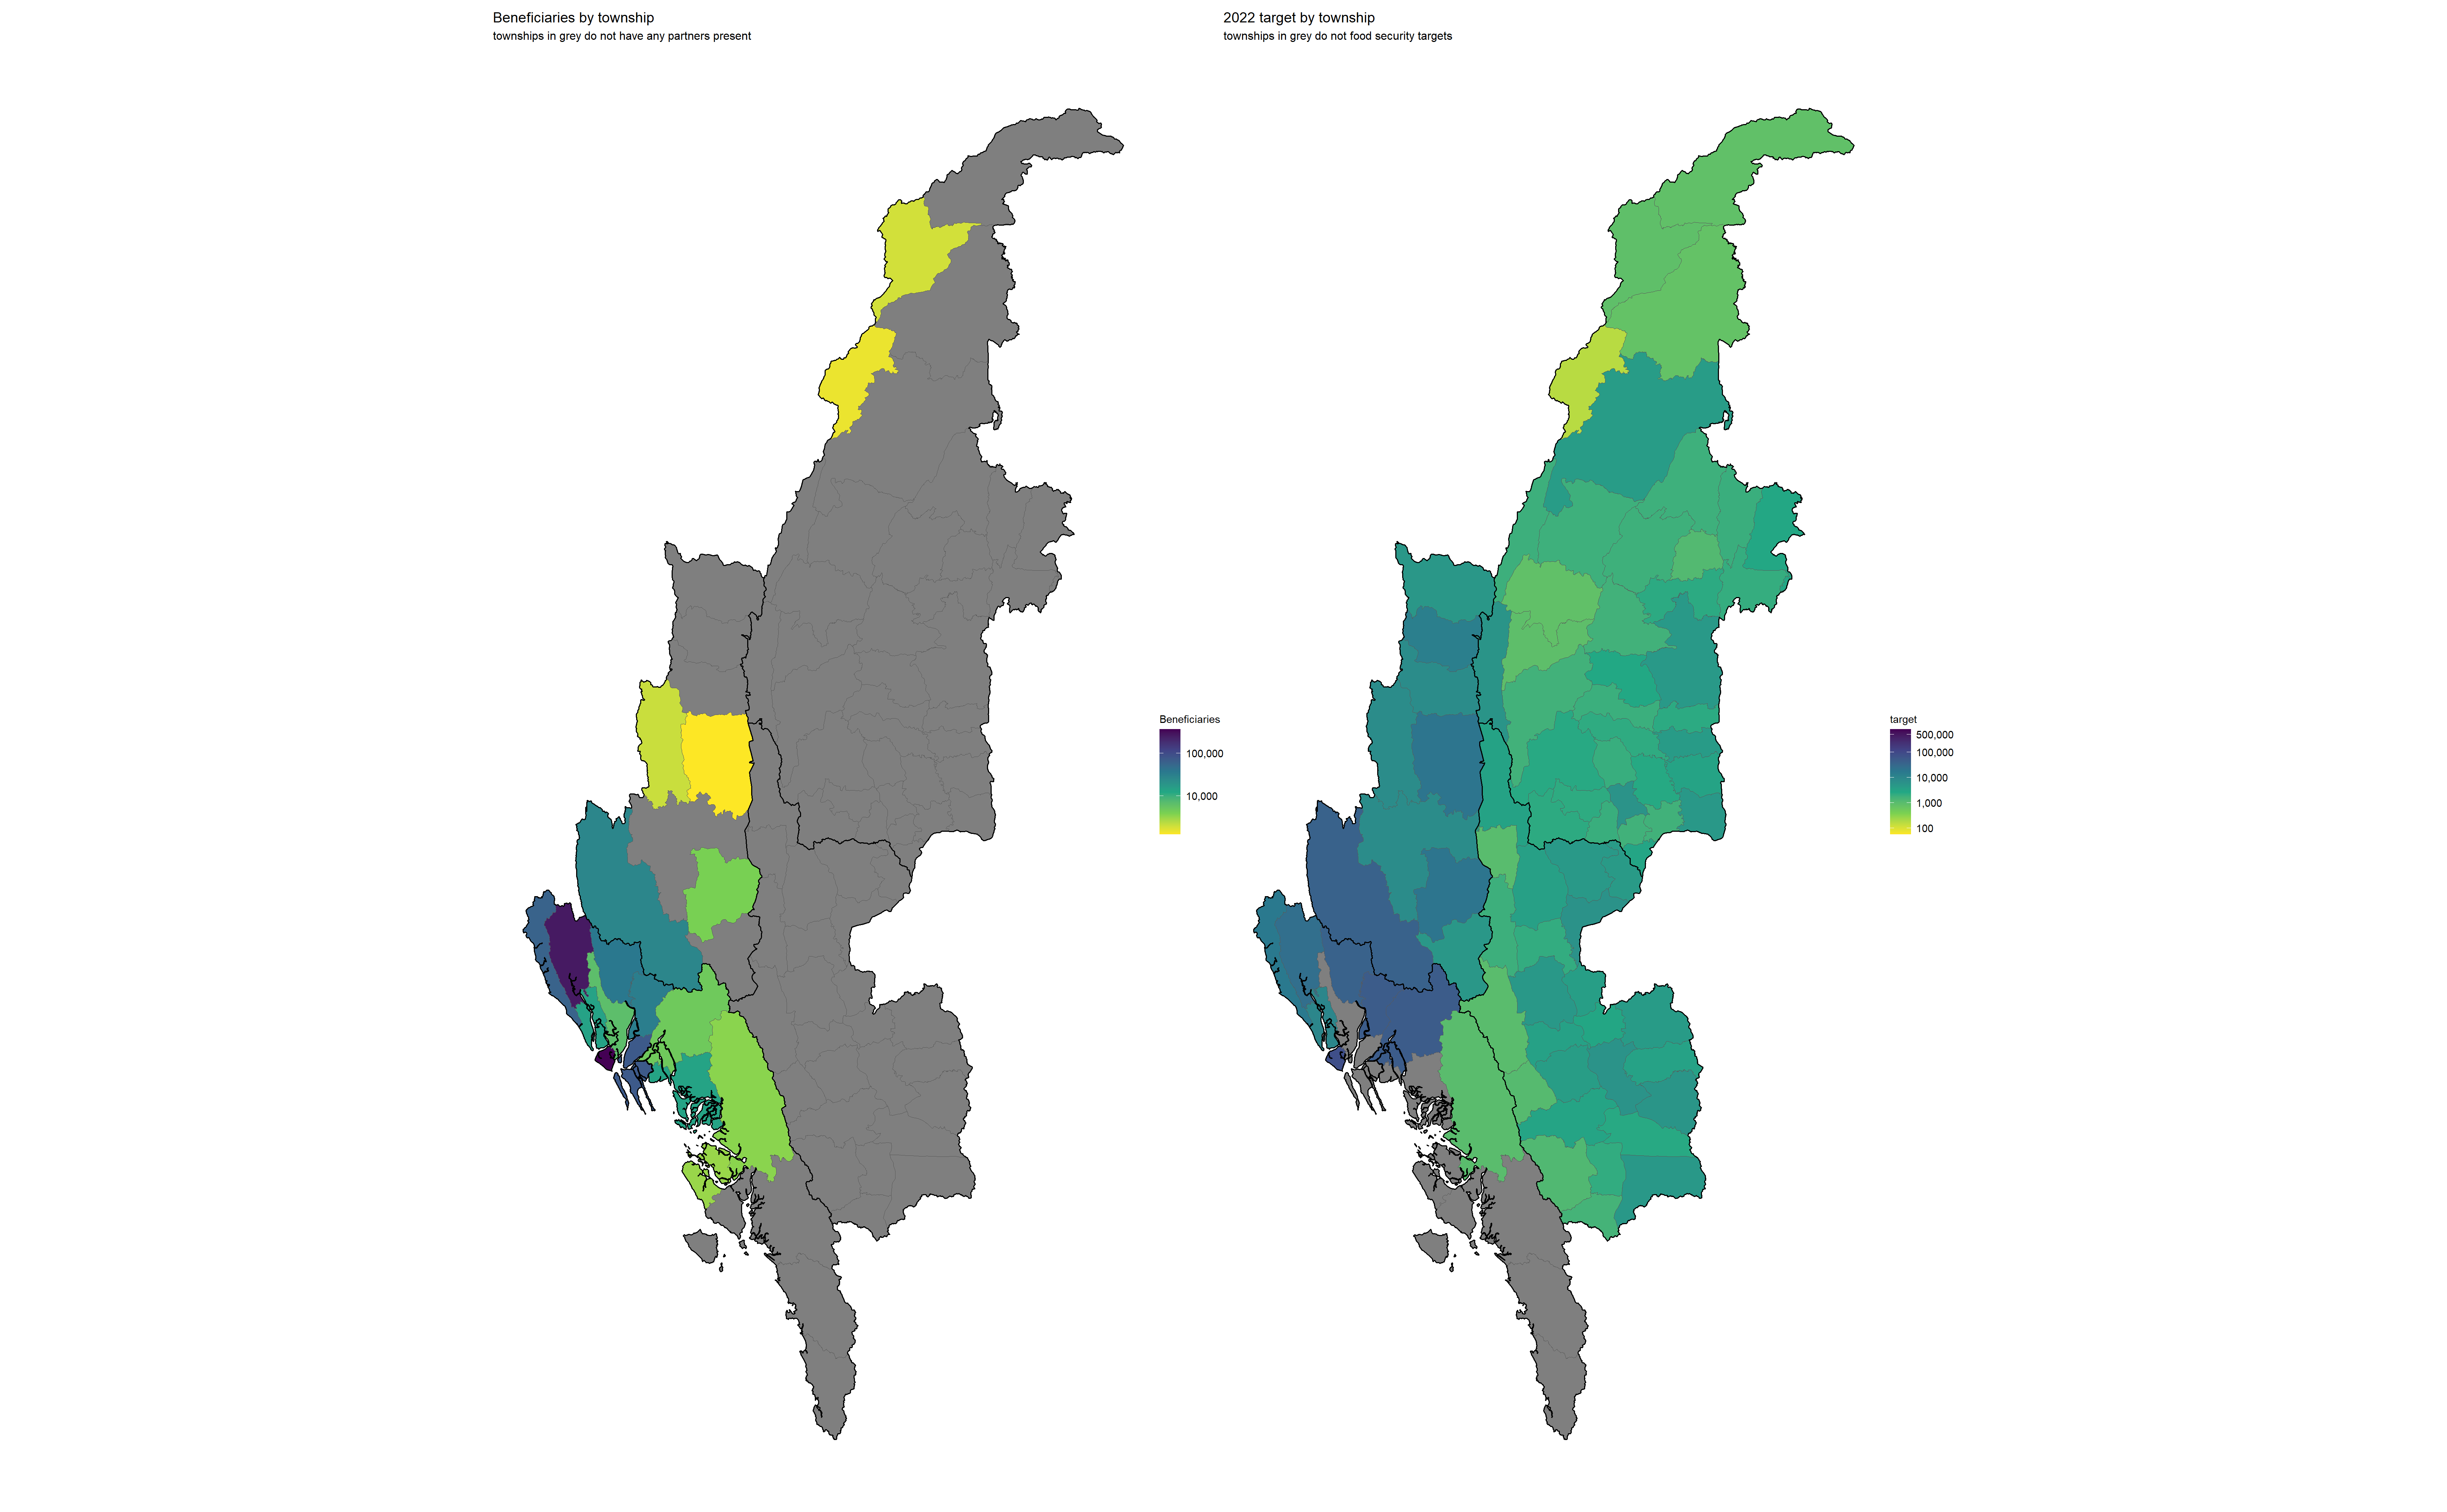 Beneficiaries by township
townships in grey do not have any partners present
2022 target by township
townships in grey do not food security targets
Beneficiaries
100,000
10,000
target
500,000
100,000
10,000
1,000
100